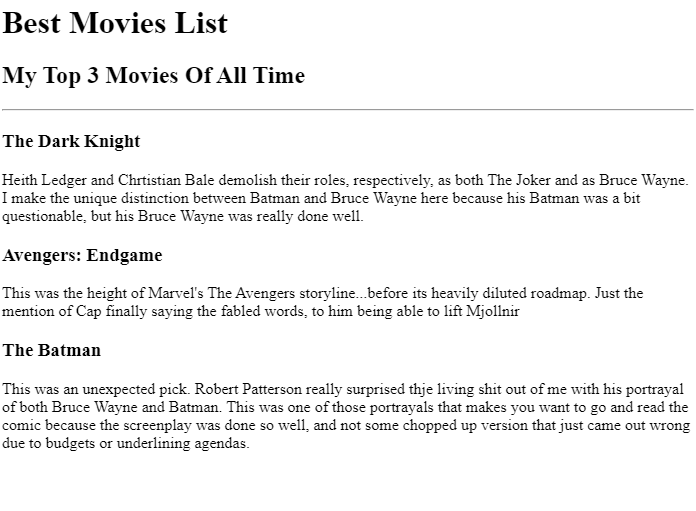 Best Movies List
My Top 3 Movies Of All Time
The Dark Knight
Heith Ledger and Chrtistian Bale demolish their roles, respectively, as both The Joker and as Bruce Wayne.
I make the unique distinction between Batman and Bruce Wayne here because his Batman was a bit
questionable, but his Bruce Wayne was really done well.
Avengers: Endgame
This was the height of Marvel's The Avengers storyline...before its heavily diluted roadmap. Just the
mention of Cap finally saying the fabled words, to him being able to lift Mjollnir
The Batman
This was an unexpected pick. Robert Patterson really surprised thje living shit out of me with his portrayal
of both Bruce Wayne and Batman. This was one of those portrayals that makes you want to go and read the
comic because the screenplay was done so well, and not some chopped up version that just came out wrong
due to budgets or underlining agendas.